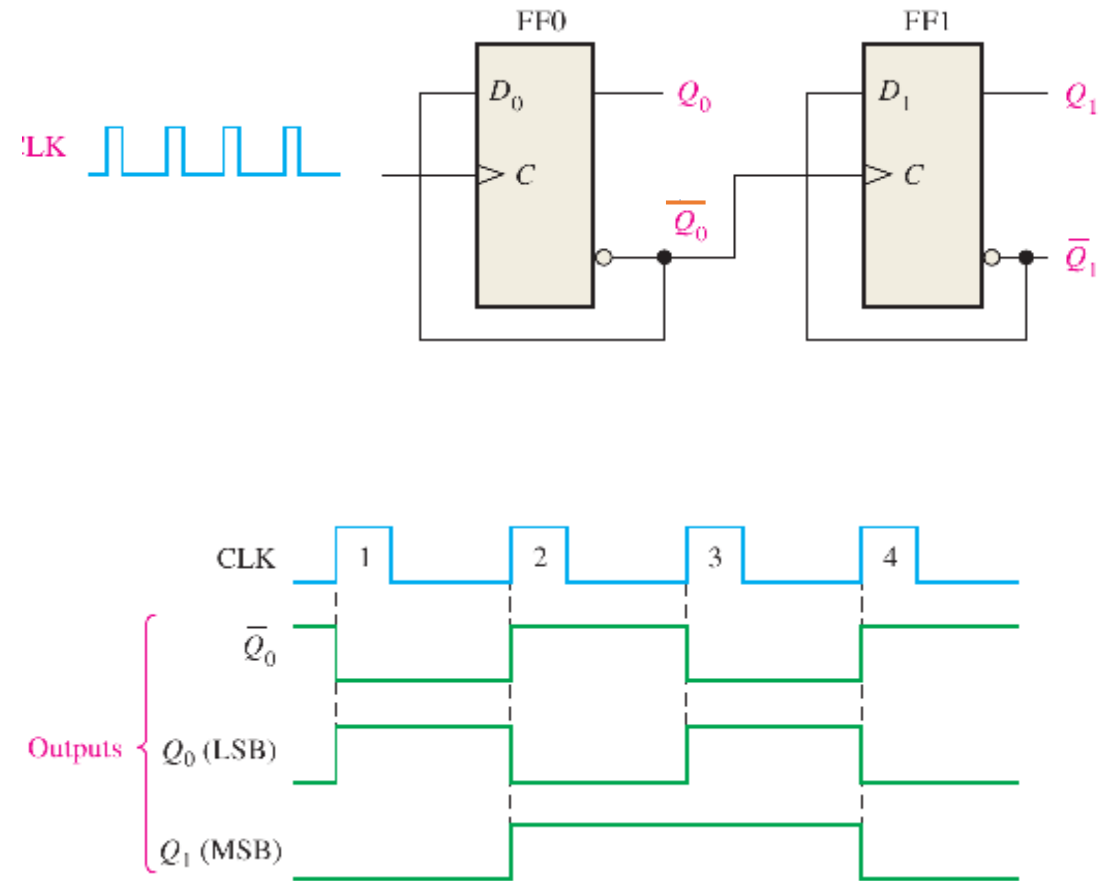 FF0 FF1
D₀ Q₀ D₁ Q₁
CLK C C
Q̅₀ Q̅₁
CLK 1 2 3 4
Q̅₀
Outputs Q₀ (LSB)
Q₁ (MSB)